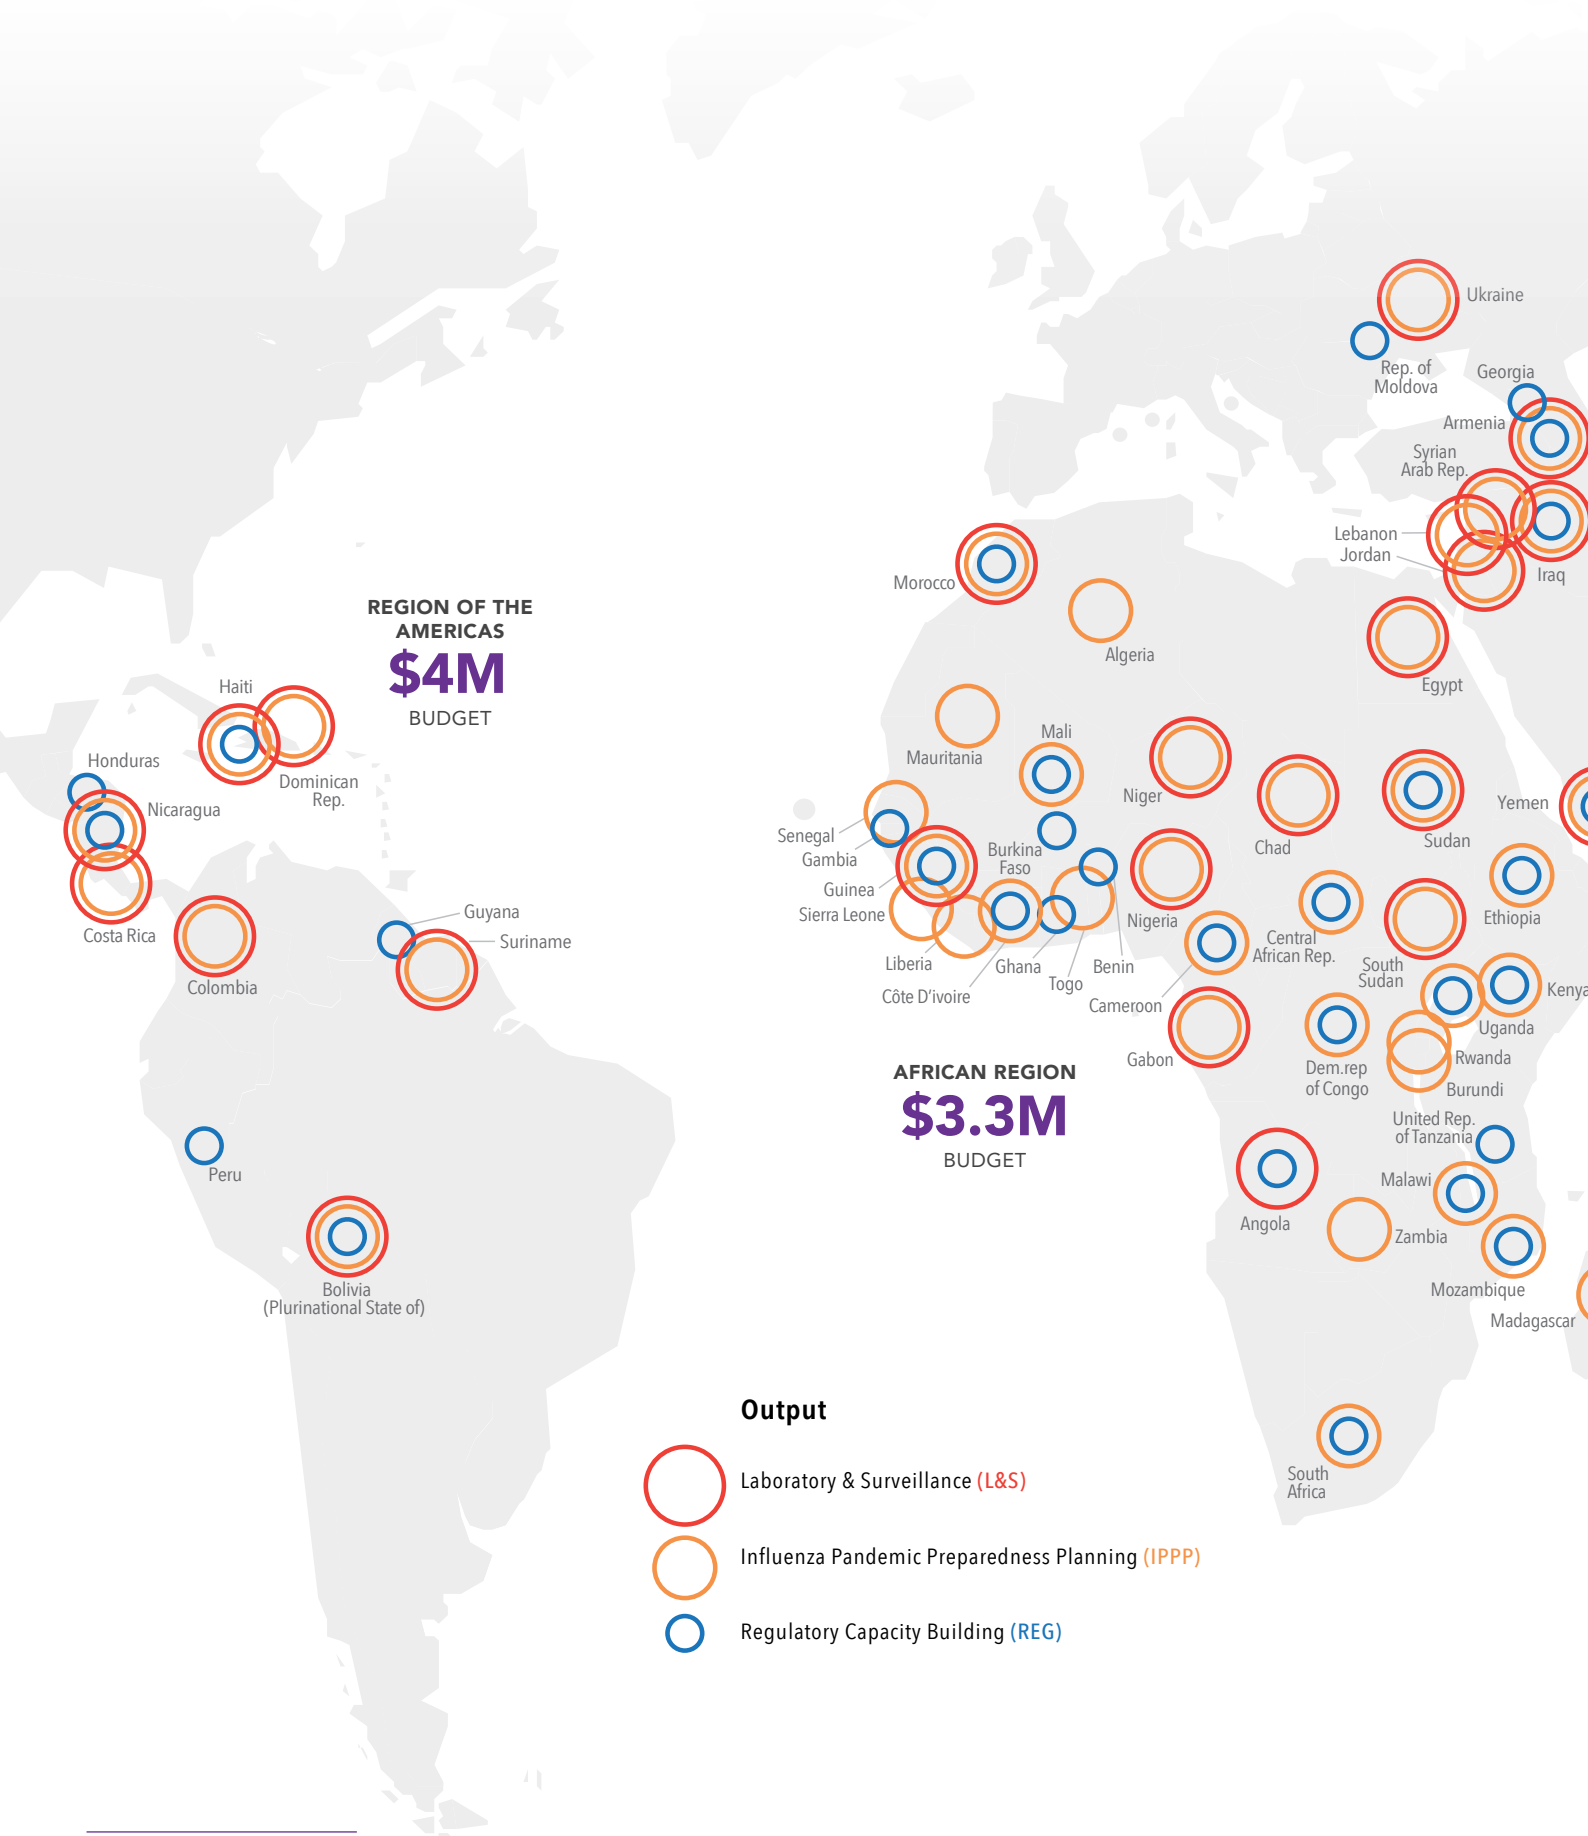 Ukraine
Rep. of
Moldova
Georgia
Armenia
Syrian
Arab Rep.
Lebanon
Jordan
Iraq
Morocco
Algeria
Egypt
REGION OF THE
AMERICAS
$4M
BUDGET
Haiti
Dominican
Rep.
Honduras
Nicaragua
Costa Rica
Colombia
Guyana
Suriname
Peru
Bolivia
(Plurinational State of)
Mauritania
Mali
Niger
Chad
Sudan
Yemen
Senegal
Gambia
Guinea
Sierra Leone
Burkina
Faso
Liberia
Côte D'ivoire
Ghana
Togo
Benin
Nigeria
Cameroon
Central
African Rep.
South
Sudan
Ethiopia
Kenya
Uganda
Gabon
Dem.rep
of Congo
Rwanda
Burundi
AFRICAN REGION
$3.3M
BUDGET
United Rep.
of Tanzania
Malawi
Angola
Zambia
Mozambique
Madagascar
South
Africa
Output
Laboratory & Surveillance (L&S)
Influenza Pandemic Preparedness Planning (IPPP)
Regulatory Capacity Building (REG)